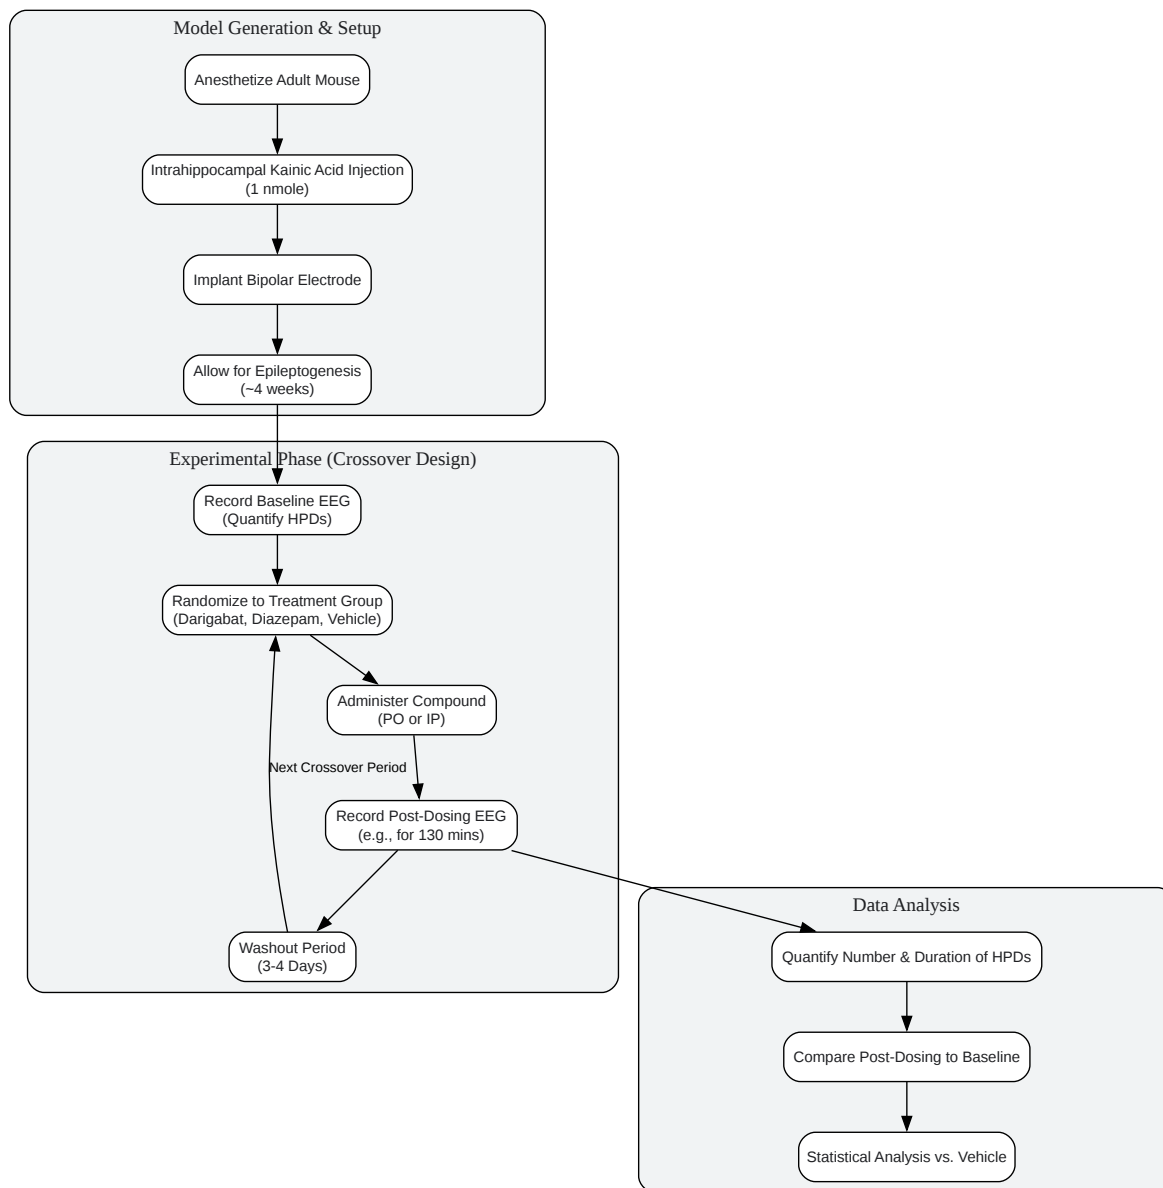 Model Generation & Setup
Anesthetize Adult Mouse
Intrahippocampal Kainic Acid Injection
(1 nmole)
Implant Bipolar Electrode
Allow for Epileptogenesis
(~4 weeks)
Experimental Phase (Crossover Design)
Record Baseline EEG
(Quantify HPDs)
Randomize to Treatment Group
(Darigabat, Diazepam, Vehicle)
Administer Compound
(PO or IP)
Next Crossover Period
Record Post-Dosing EEG
(e.g., for 130 mins)
Washout Period
(3-4 Days)
Data Analysis
Quantify Number & Duration of HPDs
Compare Post-Dosing to Baseline
Statistical Analysis vs. Vehicle